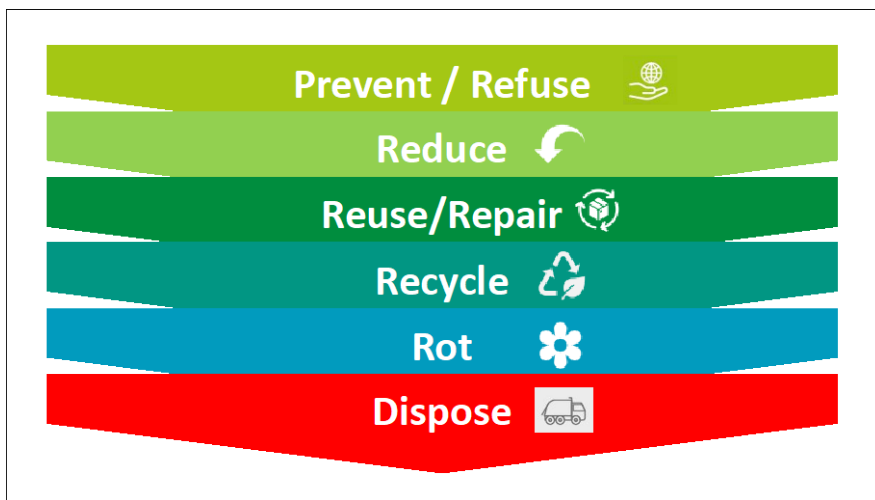 Prevent / Refuse
Reduce
Reuse/Repair
Recycle
Rot
Dispose